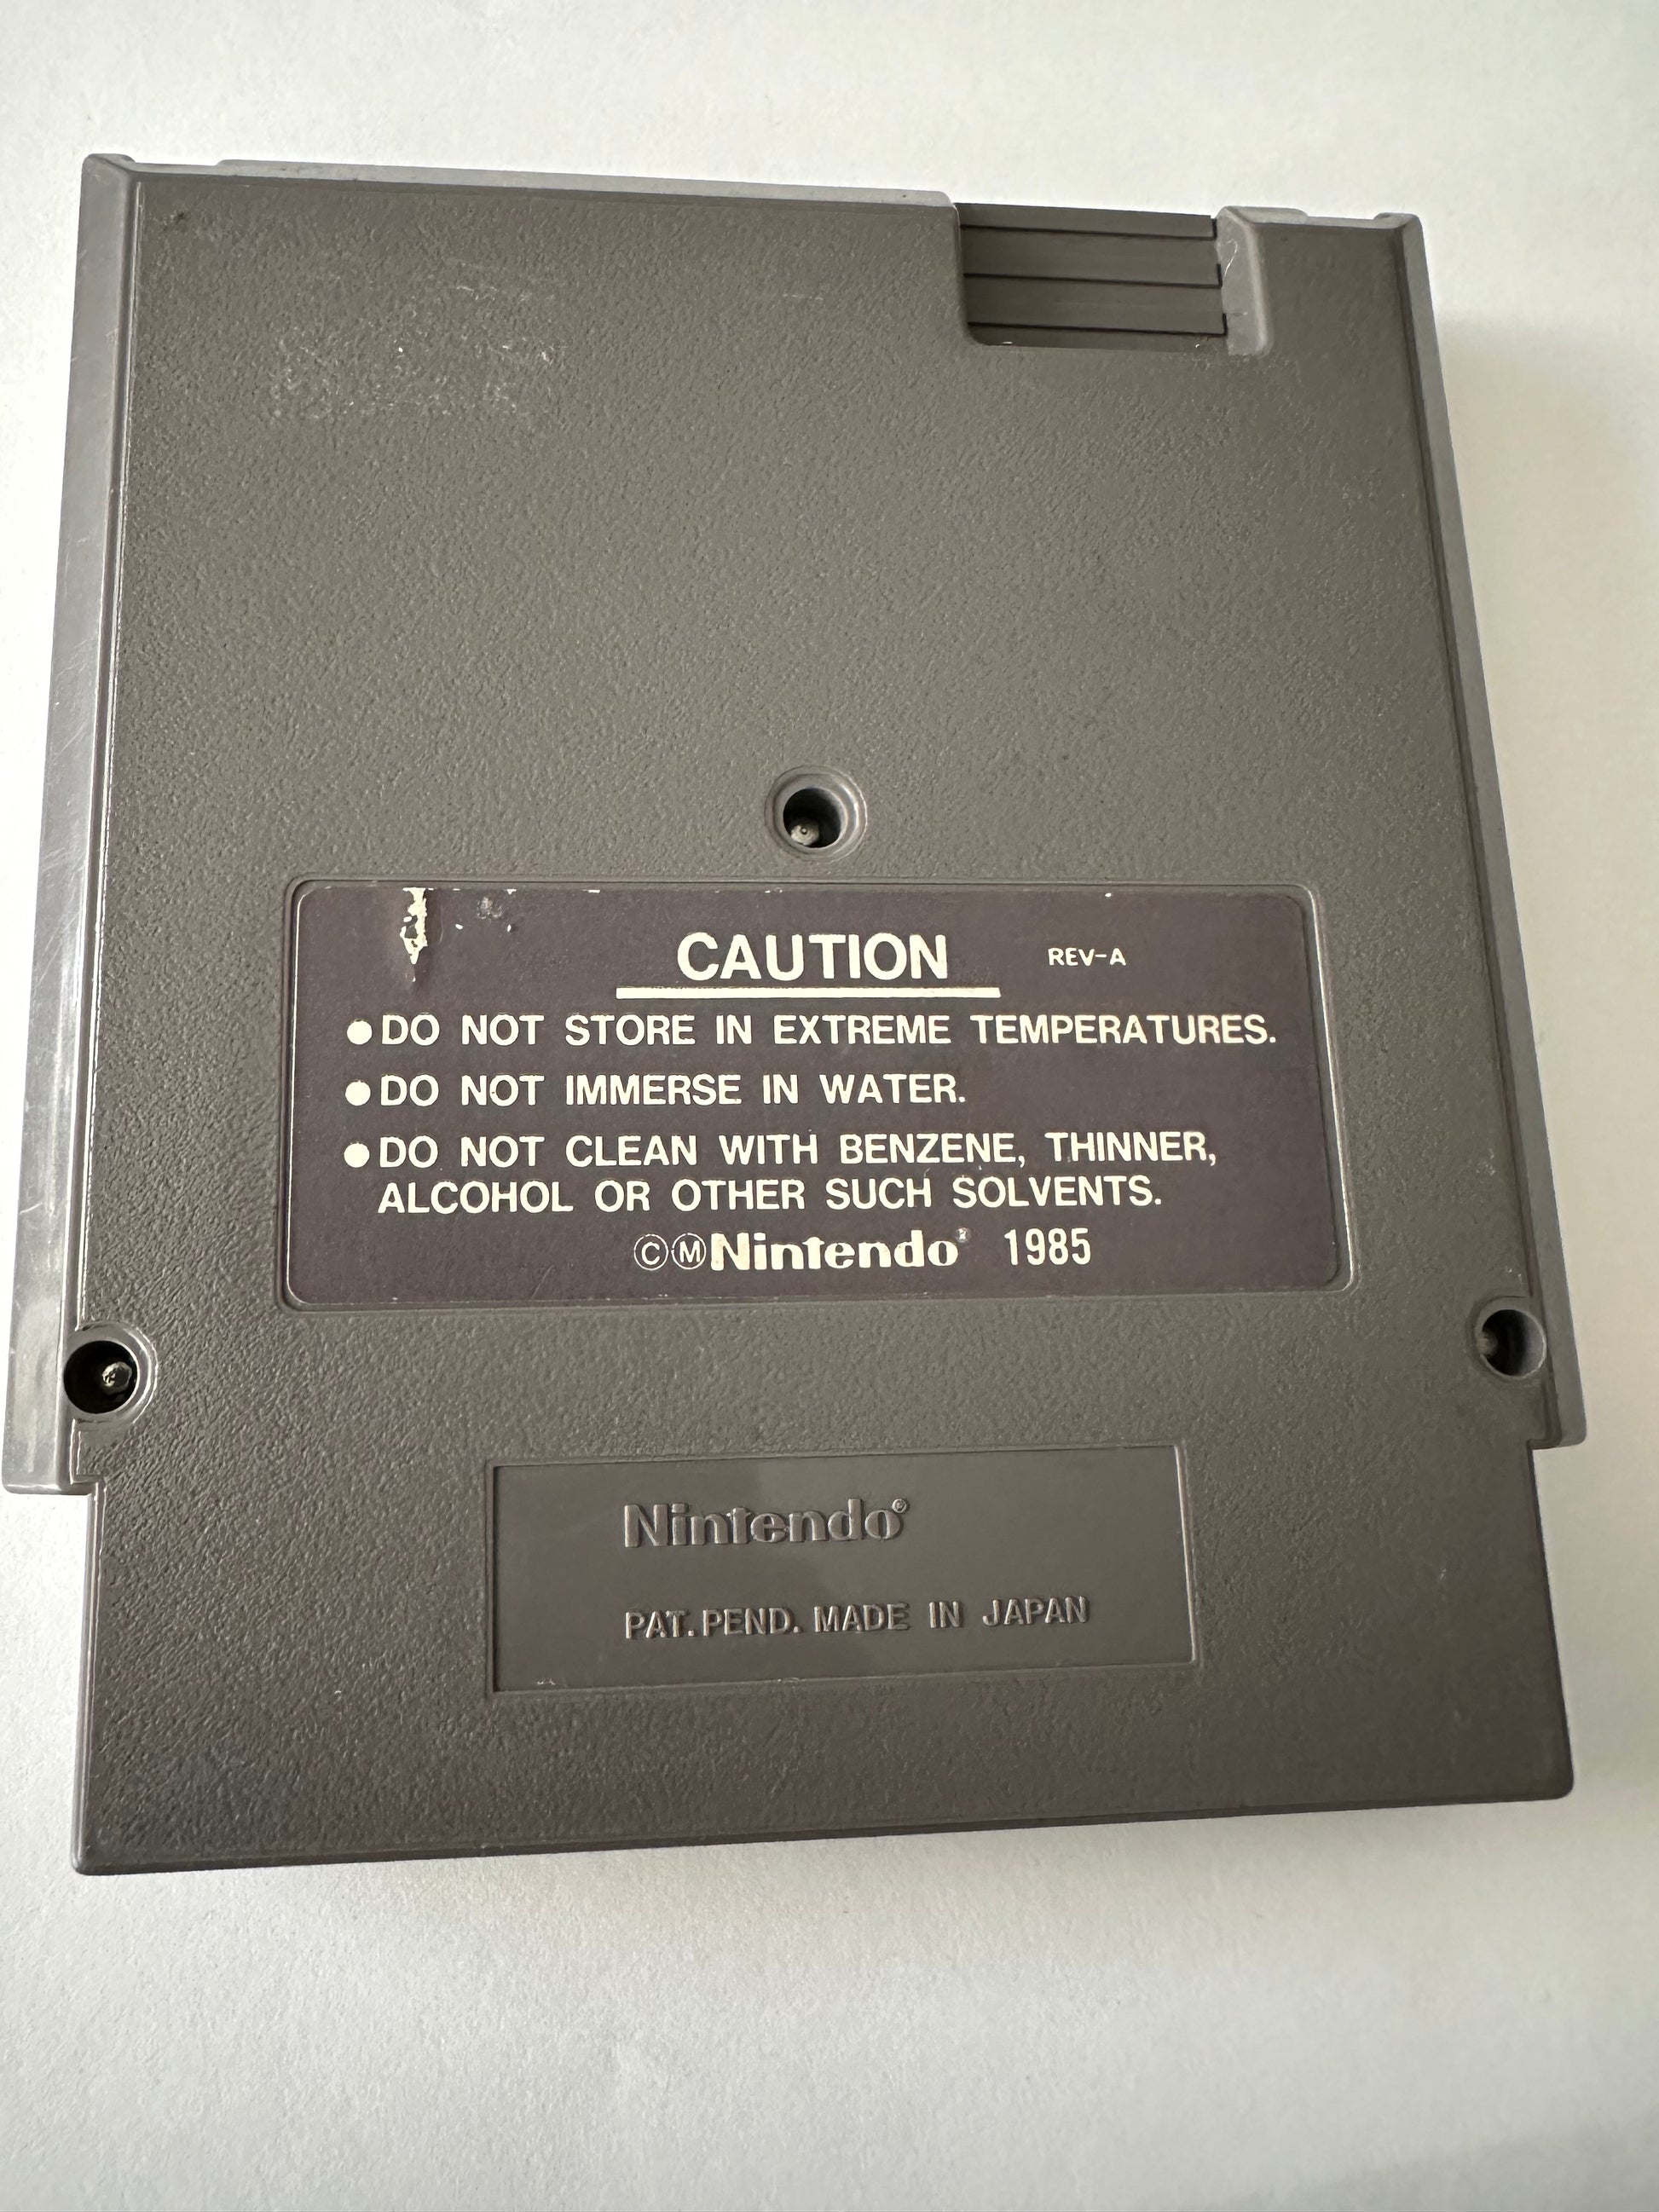 CAUTION REV-A
●DO NOT STORE IN EXTREME TEMPERATURES.
●DO NOT IMMERSE IN WATER.
●DO NOT CLEAN WITH BENZENE, THINNER,
ALCOHOL OR OTHER SUCH SOLVENTS.
©ⓂNintendo® 1985
Nintendo®
PAT. PEND. MADE IN JAPAN